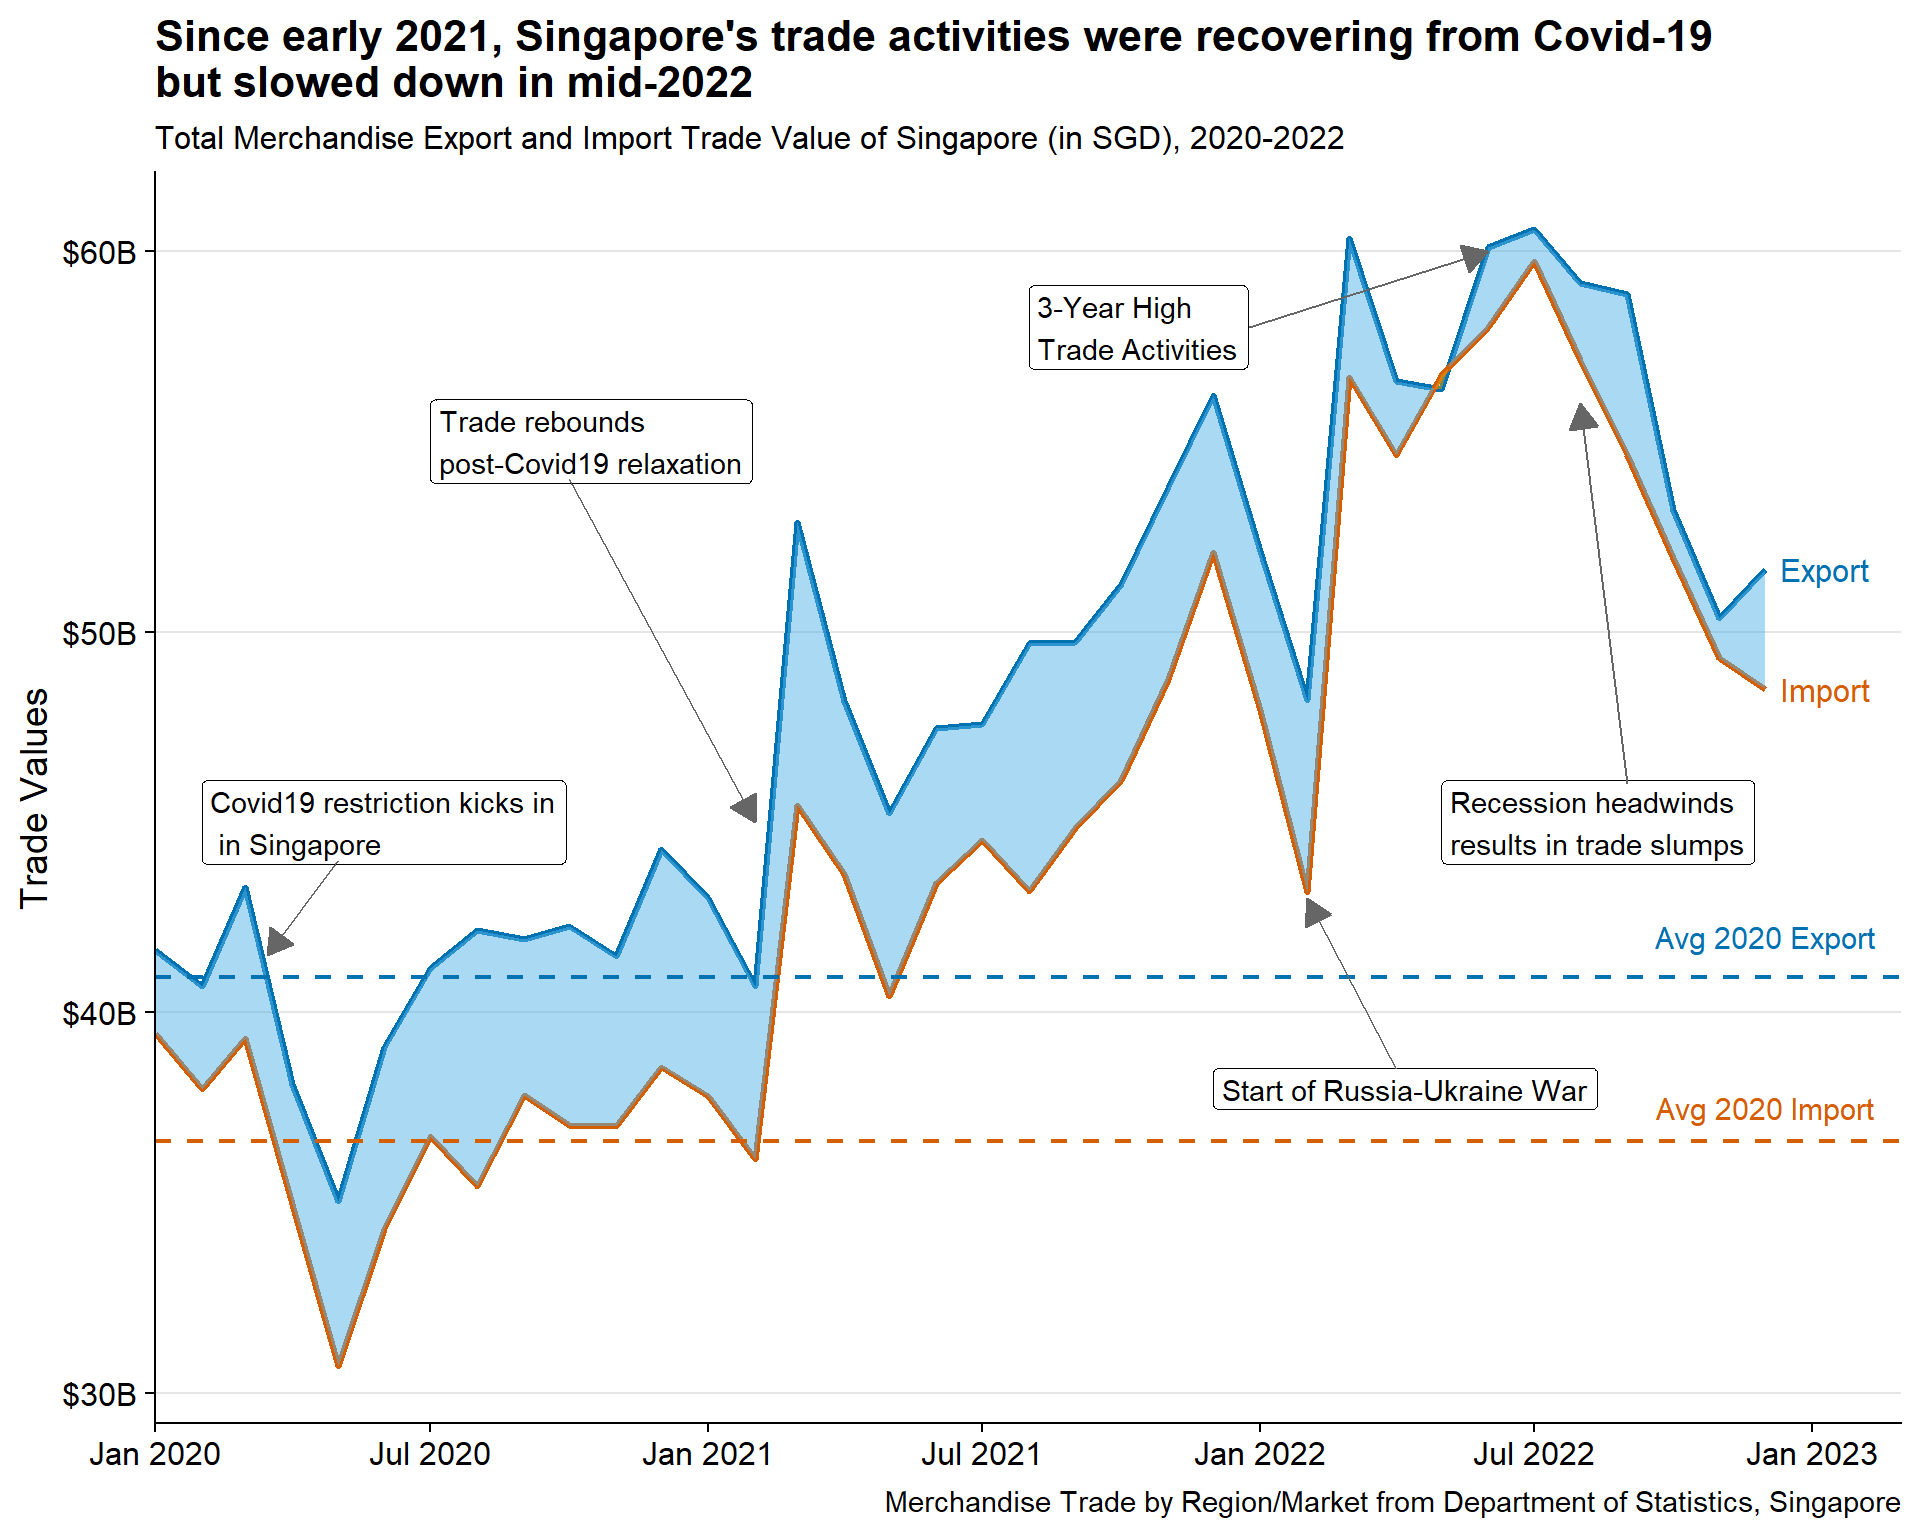 Since early 2021, Singapore's trade activities were recovering from Covid-19
but slowed down in mid-2022
Total Merchandise Export and Import Trade Value of Singapore (in SGD), 2020-2022
Trade Values
$60B
$50B
$40B
$30B
3-Year High
Trade Activities
Trade rebounds
post-Covid19 relaxation
Export
Import
Covid19 restriction kicks in
in Singapore
Recession headwinds
results in trade slumps
Avg 2020 Export
Start of Russia-Ukraine War
Avg 2020 Import
Jan 2020
Jul 2020
Jan 2021
Jul 2021
Jan 2022
Jul 2022
Jan 2023
Merchandise Trade by Region/Market from Department of Statistics, Singapore